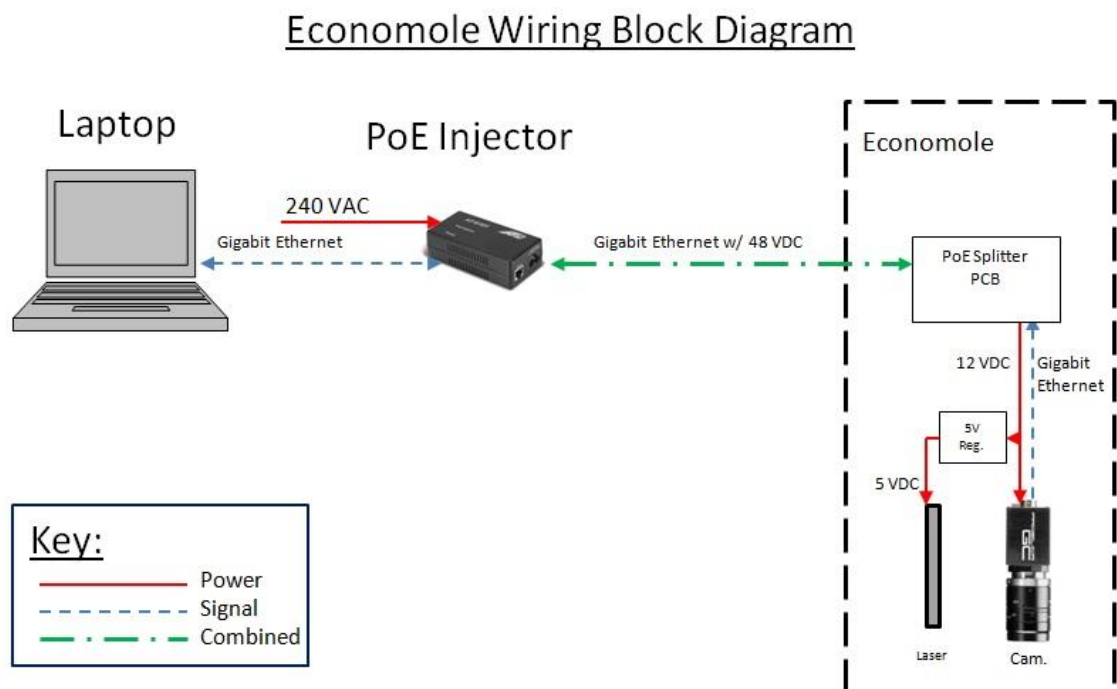 Economole Wiring Block Diagram
Laptop
PoE Injector
Economole
240 VAC
Gigabit Ethernet
Gigabit Ethernet w/ 48 VDC
PoE Splitter
PCB
12 VDC
Gigabit
Ethernet
5V
Reg.
5 VDC
GC
Laser
Cam.
Key:
Power
Signal
Combined